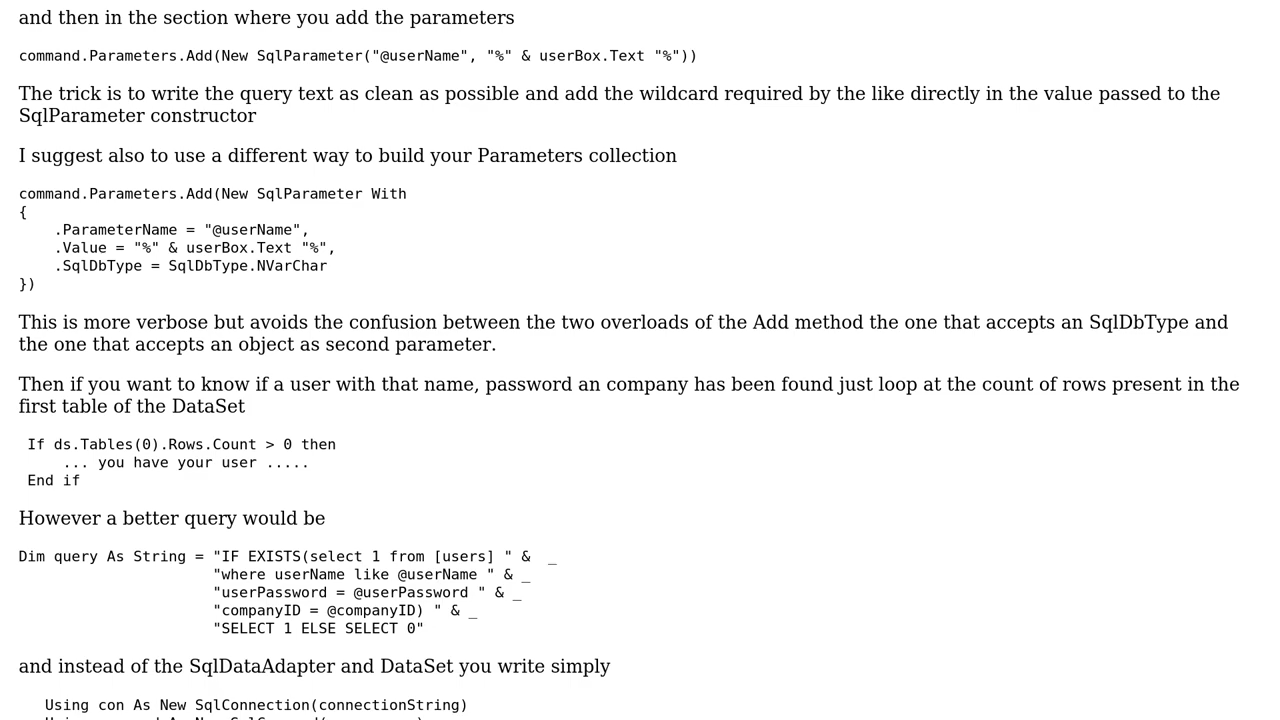 and then in the section where you add the parameters
command.Parameters.Add(New SqlParameter("@userName", "%" & userBox.Text "%"))
The trick is to write the query text as clean as possible and add the wildcard required by the like directly in the value passed to the
SqlParameter constructor
I suggest also to use a different way to build your Parameters collection
command.Parameters.Add(New SqlParameter With
{
    .ParameterName = "@userName",
    .Value = "%" & userBox.Text "%",
    .SqlDbType = SqlDbType.NVarChar
})
This is more verbose but avoids the confusion between the two overloads of the Add method the one that accepts an SqlDbType and
the one that accepts an object as second parameter.
Then if you want to know if a user with that name, password an company has been found just loop at the count of rows present in the
first table of the DataSet
 If ds.Tables(0).Rows.Count > 0 then
     ... you have your user .....
 End if
However a better query would be
Dim query As String = "IF EXISTS(select 1 from [users] " &  _
                      "where userName like @userName " & _
                      "userPassword = @userPassword " & _
                      "companyID = @companyID) " & _
                      "SELECT 1 ELSE SELECT 0"
and instead of the SqlDataAdapter and DataSet you write simply
   Using con As New SqlConnection(connectionString)